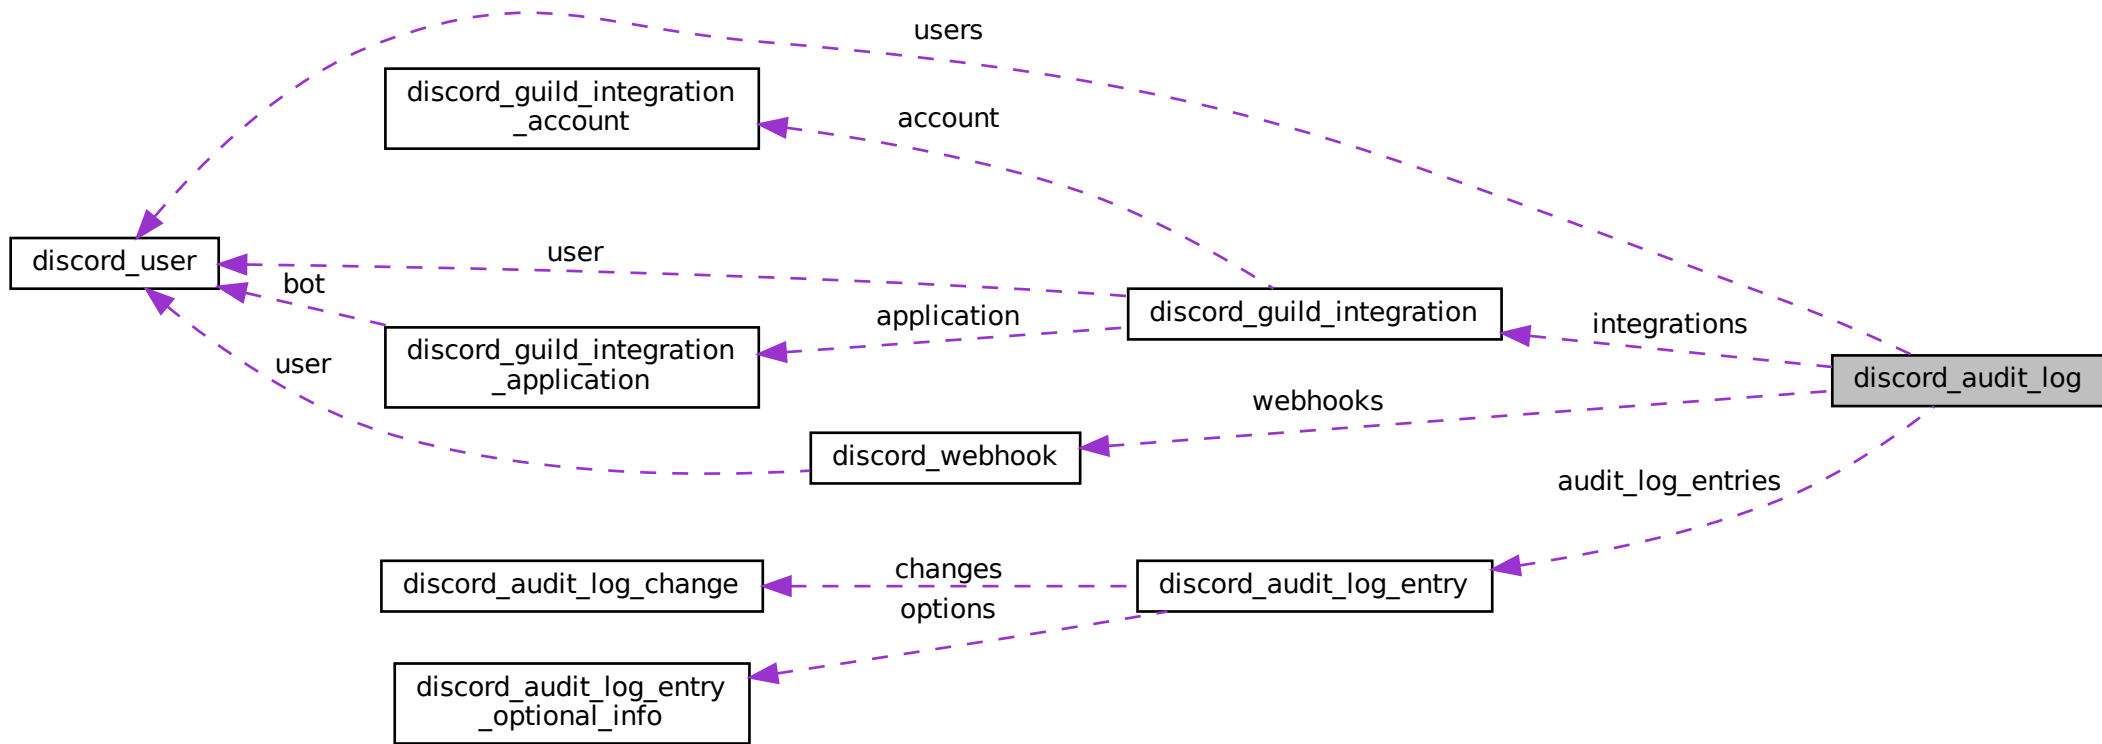 users
discord_guild_integration
_account
account
discord_user
user
bot
discord_guild_integration
application
integrations
discord_guild_integration
_application
user
discord_audit_log
webhooks
discord_webhook
audit_log_entries
discord_audit_log_change
changes
discord_audit_log_entry
options
discord_audit_log_entry
_optional_info